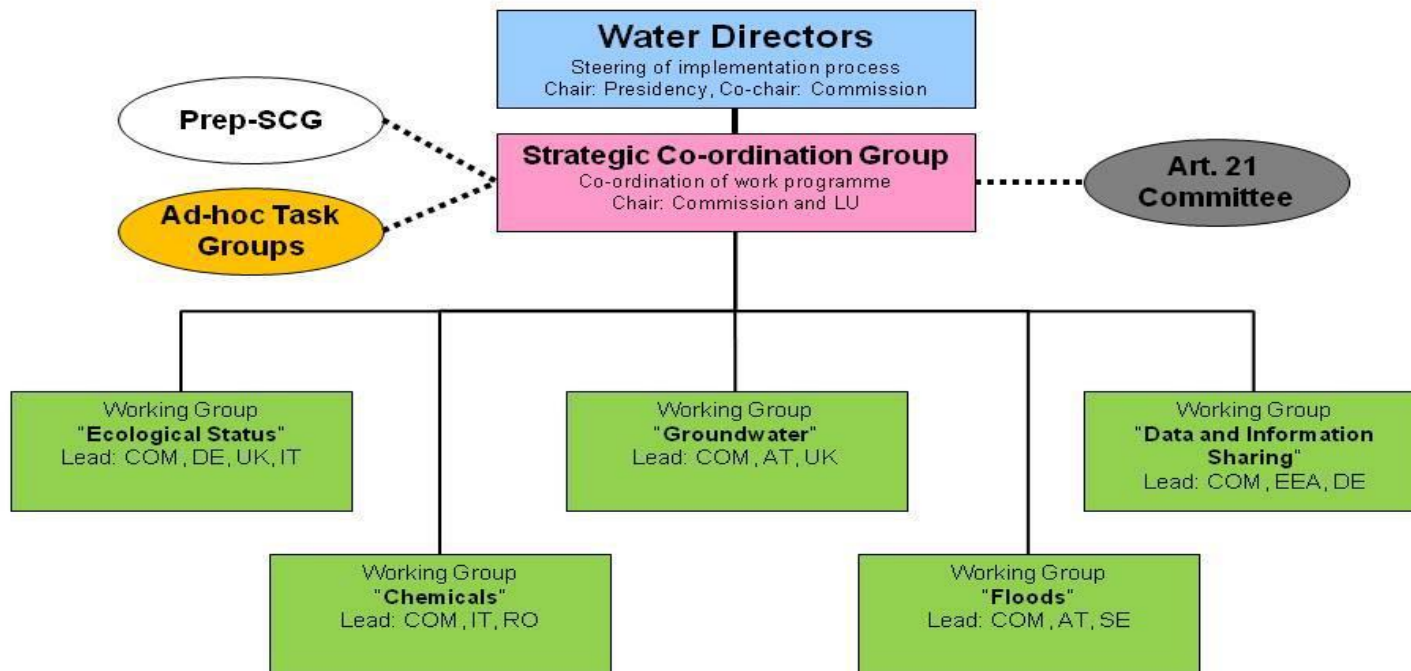 Water Directors
Steering of implementation process
Chair: Presidency, Co-chair: Commission
Prep-SCG
Strategic Co-ordination Group
Co-ordination of work programme
Chair: Commission and LU
Art. 21
Committee
Ad-hoc Task
Groups
Working Group
"Ecological Status"
Lead: COM, DE, UK, IT
Working Group
"Groundwater"
Lead: COM, AT, UK
Working Group
"Data and Information
Sharing"
Lead: COM, EEA, DE
Working Group
"Chemicals"
Lead: COM, IT, RO
Working Group
"Floods"
Lead: COM, AT, SE